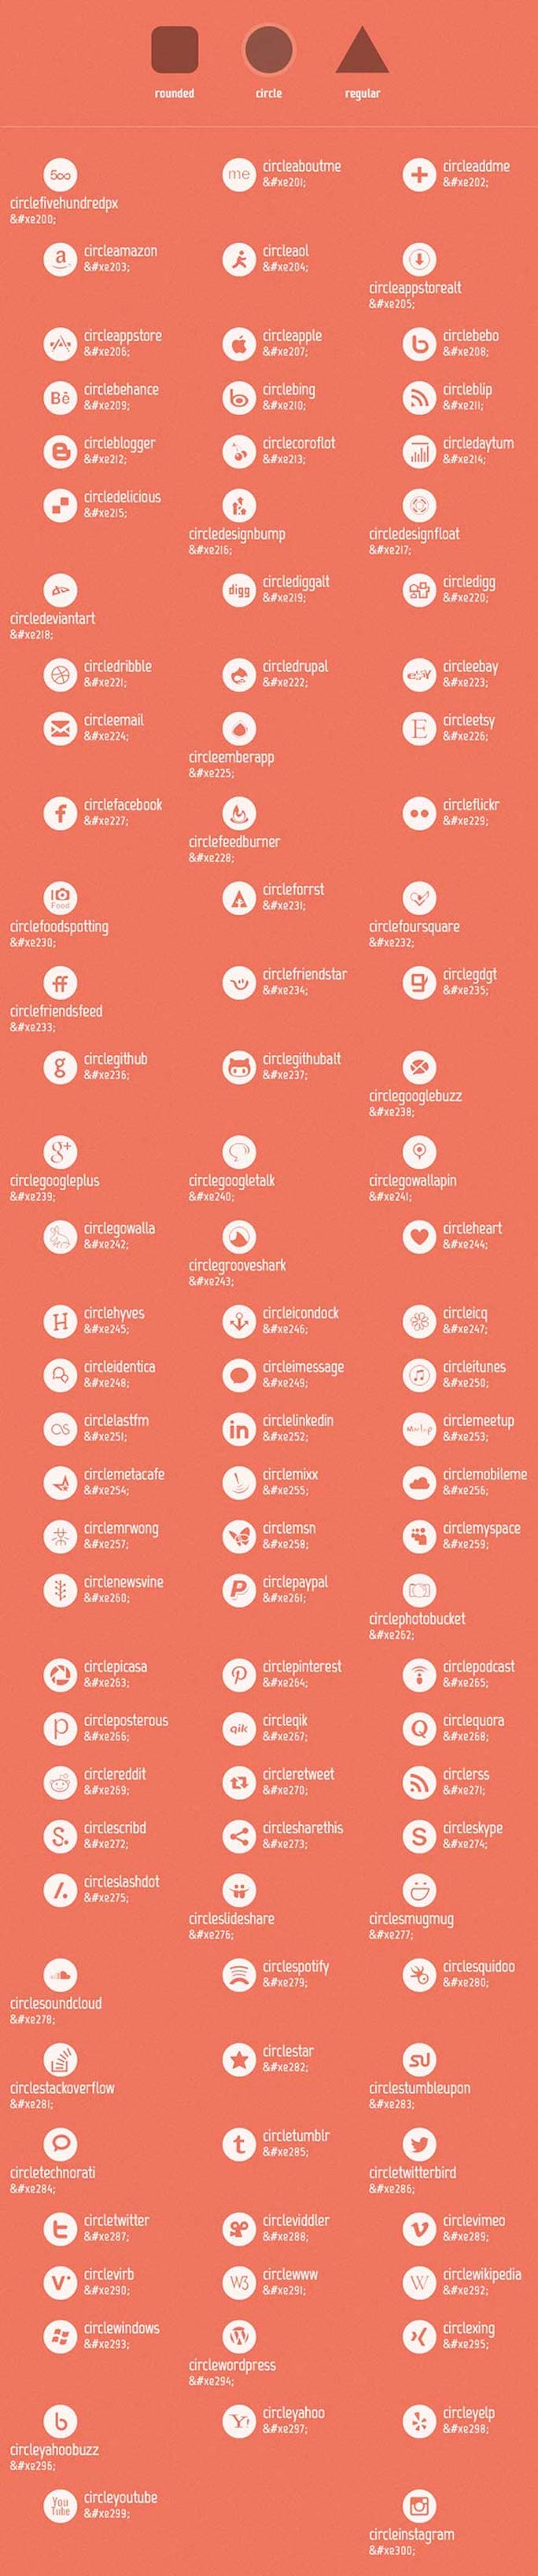 rounded
circle
regular
500
circlefivehundredpx
&#xe200;
me
circleaboutme
&#xe201;
circleaddme
&#xe202;
a
circleamazon
&#xe203;
circleaol
&#xe204;
circleappstorealt
&#xe205;
circleappstore
&#xe206;
circleapple
&#xe207;
b
circlebebo
&#xe208;
Bē
circlebehance
&#xe209;
b
circlebing
&#xe210;
circleblip
&#xe211;
B
circleblogger
&#xe212;
circlecoroflot
&#xe213;
circledaytum
&#xe214;
circledelicious
&#xe215;
circledesignbump
&#xe216;
circledesignfloat
&#xe217;
circledeviantart
&#xe218;
digg
circlediggalt
&#xe219;
circledigg
&#xe220;
circledribble
&#xe221;
circledrupal
&#xe222;
ebay
circleebay
&#xe223;
circleemail
&#xe224;
circleemberapp
&#xe225;
E
circleetsy
&#xe226;
f
circlefacebook
&#xe227;
circlefeedburner
&#xe228;
circleflickr
&#xe229;
Food
circlefoodspotting
&#xe230;
circleforrst
&#xe231;
circlefoursquare
&#xe232;
ff
circlefriendsfeed
&#xe233;
circlefriendstar
&#xe234;
g
circlegdgt
&#xe235;
g
circlegithub
&#xe236;
circlegithubalt
&#xe237;
circlegooglebuzz
&#xe238;
g+
circlegoogleplus
&#xe239;
circlegoogletalk
&#xe240;
circlegowallapin
&#xe241;
circlegowalla
&#xe242;
circlegrooveshark
&#xe243;
circleheart
&#xe244;
H
circlehyves
&#xe245;
circleicondock
&#xe246;
circleicq
&#xe247;
circleidentica
&#xe248;
circleimessage
&#xe249;
circleitunes
&#xe250;
circlelastfm
&#xe251;
in
circlelinkedin
&#xe252;
Meetup
circlemeetup
&#xe253;
circlemetacafe
&#xe254;
circlemixx
&#xe255;
circlemobileme
&#xe256;
circlemrwong
&#xe257;
circlemsn
&#xe258;
circlemyspace
&#xe259;
circlenewsvine
&#xe260;
P
circlepaypal
&#xe261;
circlephotobucket
&#xe262;
circlepicasa
&#xe263;
circlepinterest
&#xe264;
circlepodcast
&#xe265;
p
circleposterous
&#xe266;
qik
circleqik
&#xe267;
Q
circlequora
&#xe268;
circlereddit
&#xe269;
circleretweet
&#xe270;
circlerss
&#xe271;
S.
circlescribd
&#xe272;
circlesharethis
&#xe273;
S
circleskype
&#xe274;
/.
circleslashdot
&#xe275;
circleslideshare
&#xe276;
circlesmugmug
&#xe277;
circlesoundcloud
&#xe278;
circlespotify
&#xe279;
circlesquidoo
&#xe280;
circlestackoverflow
&#xe281;
circlestar
&#xe282;
su
circlestumbleupon
&#xe283;
circletechnorati
&#xe284;
t
circletumblr
&#xe285;
circletwitterbird
&#xe286;
t
circletwitter
&#xe287;
circleviddler
&#xe288;
v
circlevimeo
&#xe289;
V
circlevirb
&#xe290;
W3
circlewww
&#xe291;
W
circlewikipedia
&#xe292;
circlewindows
&#xe293;
W
circlewordpress
&#xe294;
circlexing
&#xe295;
b
circleyahoobuzz
&#xe296;
Y!
circleyahoo
&#xe297;
circleyelp
&#xe298;
You
Tube
circleyoutube
&#xe299;
circleinstagram
&#xe300;